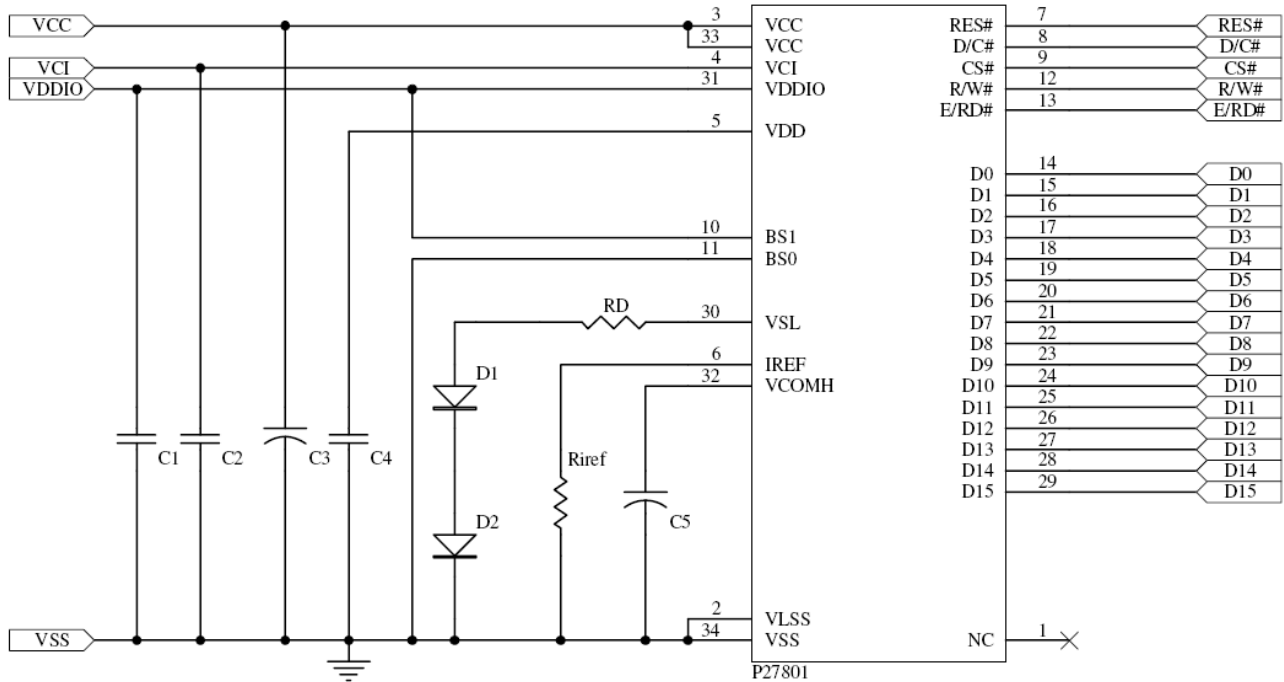 VCC 3 VCC RES# 7 RES#
33 VCC D/C# 8 D/C#
VCI 4 VCI CS# 9 CS#
VDDIO 31 VDDIO R/W# 12 R/W#
E/RD# 13 E/RD#
5 VDD
D0 14 D0
D1 15 D1
D2 16 D2
10 BS1 D3 17 D3
11 BS0 D4 18 D4
D5 19 D5
D6 20 D6
RD 30 VSL D7 21 D7
D8 22 D8
6 IREF D9 23 D9
D1 32 VCOMH D10 24 D10
D11 25 D11
D12 26 D12
C1 C2 C3 C4 Riref D13 27 D13
D14 28 D14
D15 29 D15
D2 C5
2 VLSS
VSS 34 VSS NC 1
P27801